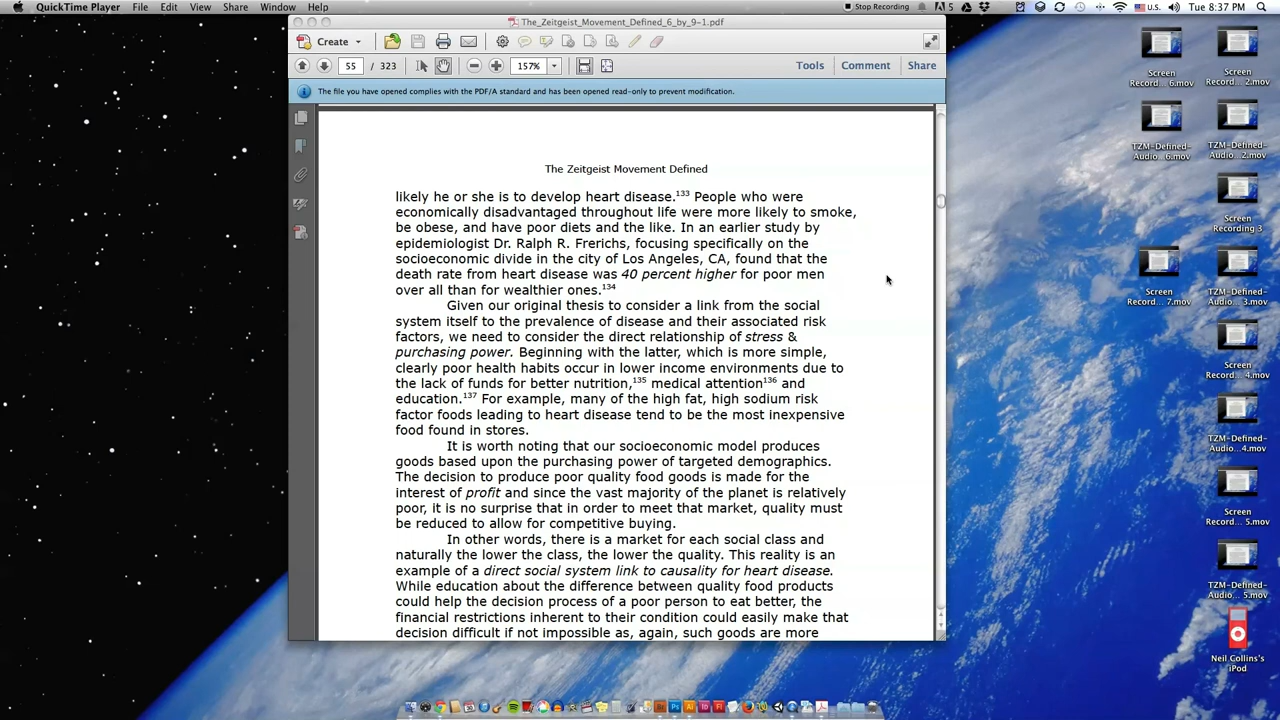 QuickTime Player File Edit View Share Window Help
Stop Recording 5 U.S. Tue 8:37 PM
The_Zeitgeist_Movement_Defined_6_by_9-1.pdf
Create
55 / 323 157% Tools Comment Share
The file you have opened complies with the PDF/A standard and has been opened read-only to prevent modification.
The Zeitgeist Movement Defined
likely he or she is to develop heart disease.133 People who were
economically disadvantaged throughout life were more likely to smoke,
be obese, and have poor diets and the like. In an earlier study by
epidemiologist Dr. Ralph R. Frerichs, focusing specifically on the
socioeconomic divide in the city of Los Angeles, CA, found that the
death rate from heart disease was 40 percent higher for poor men
over all than for wealthier ones.134
Given our original thesis to consider a link from the social
system itself to the prevalence of disease and their associated risk
factors, we need to consider the direct relationship of stress &
purchasing power. Beginning with the latter, which is more simple,
clearly poor health habits occur in lower income environments due to
the lack of funds for better nutrition,135 medical attention136 and
education.137 For example, many of the high fat, high sodium risk
factor foods leading to heart disease tend to be the most inexpensive
food found in stores.
It is worth noting that our socioeconomic model produces
goods based upon the purchasing power of targeted demographics.
The decision to produce poor quality food goods is made for the
interest of profit and since the vast majority of the planet is relatively
poor, it is no surprise that in order to meet that market, quality must
be reduced to allow for competitive buying.
In other words, there is a market for each social class and
naturally the lower the class, the lower the quality. This reality is an
example of a direct social system link to causality for heart disease.
While education about the difference between quality food products
could help the decision process of a poor person to eat better, the
financial restrictions inherent to their condition could easily make that
decision difficult if not impossible as, again, such goods are more
Screen
Record... 6.mov
Screen
Record... 2.mov
TZM-Defined-
Audio...6.mov
TZM-Defined-
Audio...2.mov
Screen
Recording 3
Screen
Record... 7.mov
TZM-Defined-
Audio... 3.mov
Screen
Record... 4.mov
TZM-Defined-
Audio...4.mov
Screen
Record... 5.mov
TZM-Defined-
Audio... 5.mov
Neil Collins's
iPod